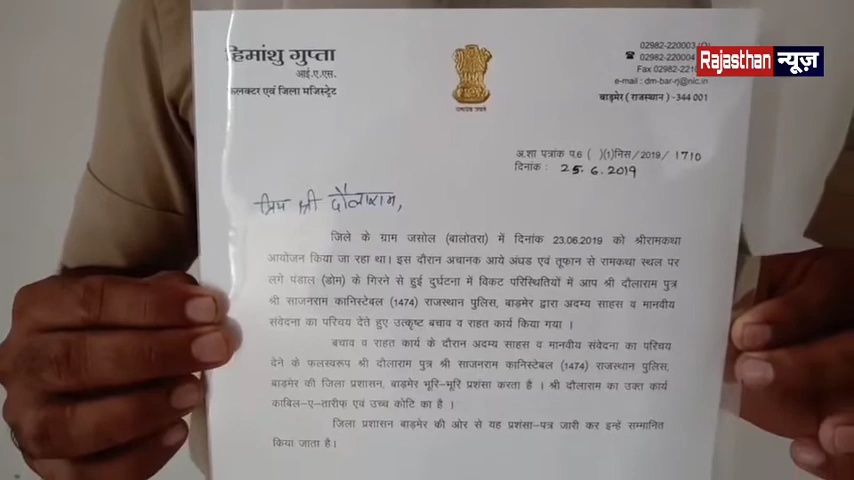 हिमांशु गुप्ता
आई.ए.एस.
कलक्टर एवं जिला मजिस्ट्रेट
02982-220003
02982-220004
Fax 02982-
e-mail : dm-bar-rj@nic.in
बाड़मेर (राजस्थान) -344 001
Rajasthan न्यूज़
अ.शा पत्रांक प.6 ( )(1)निस/2019/ 1710
दिनांक : 25.6.2019
प्रिय श्री दौलाराम,
जिले के ग्राम जसोल (बालोतरा) में दिनांक 23.06.2019 को श्रीरामकथा
आयोजन किया जा रहा था। इस दौरान अचानक आये अंधड एवं तूफान से रामकथा स्थल पर
लगे पंडाल (डोम) के गिरने से हुई दुर्घटना में विकट परिस्थितियों में आप श्री दौलाराम पुत्र
श्री साजनराम कानिस्टेबल (1474) राजस्थान पुलिस, बाड़मेर द्वारा अदम्य साहस व मानवीय
संवेदना का परिचय देते हुए उत्कृष्ट बचाव व राहत कार्य किया गया ।
बचाव व राहत कार्य के दौरान अदम्य साहस व मानवीय संवेदना का परिचय
देने के फलस्वरूप श्री दौलाराम पुत्र श्री साजनराम कानिस्टेबल (1474) राजस्थान पुलिस,
बाड़मेर की जिला प्रशासन, बाड़मेर भूरि-भूरि प्रशंसा करता है । श्री दौलाराम का उक्त कार्य
काबिल-ए-तारीफ एवं उच्च कोटि का है ।
जिला प्रशासन बाड़मेर की ओर से यह प्रशंसा-पत्र जारी कर इन्हें सम्मानित
किया जाता है।